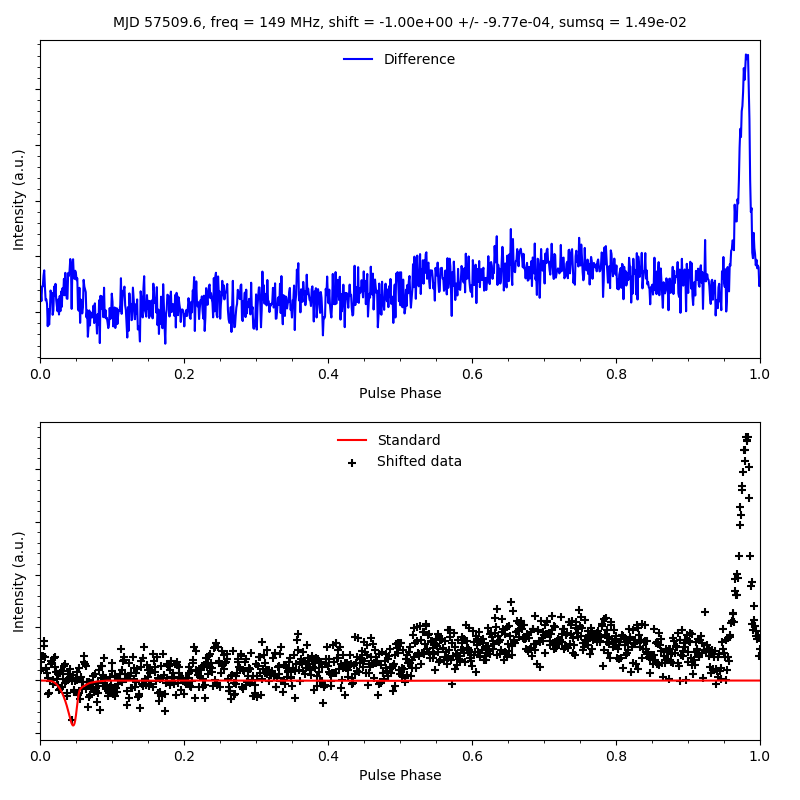 MJD 57509.6, freq = 149 MHz, shift = -1.00e+00 +/- -9.77e-04, sumsq = 1.49e-02
Difference
Intensity (a.u.)
0.0 0.2 0.4 0.6 0.8 1.0
Pulse Phase
Standard
Shifted data
Intensity (a.u.)
0.0 0.2 0.4 0.6 0.8 1.0
Pulse Phase